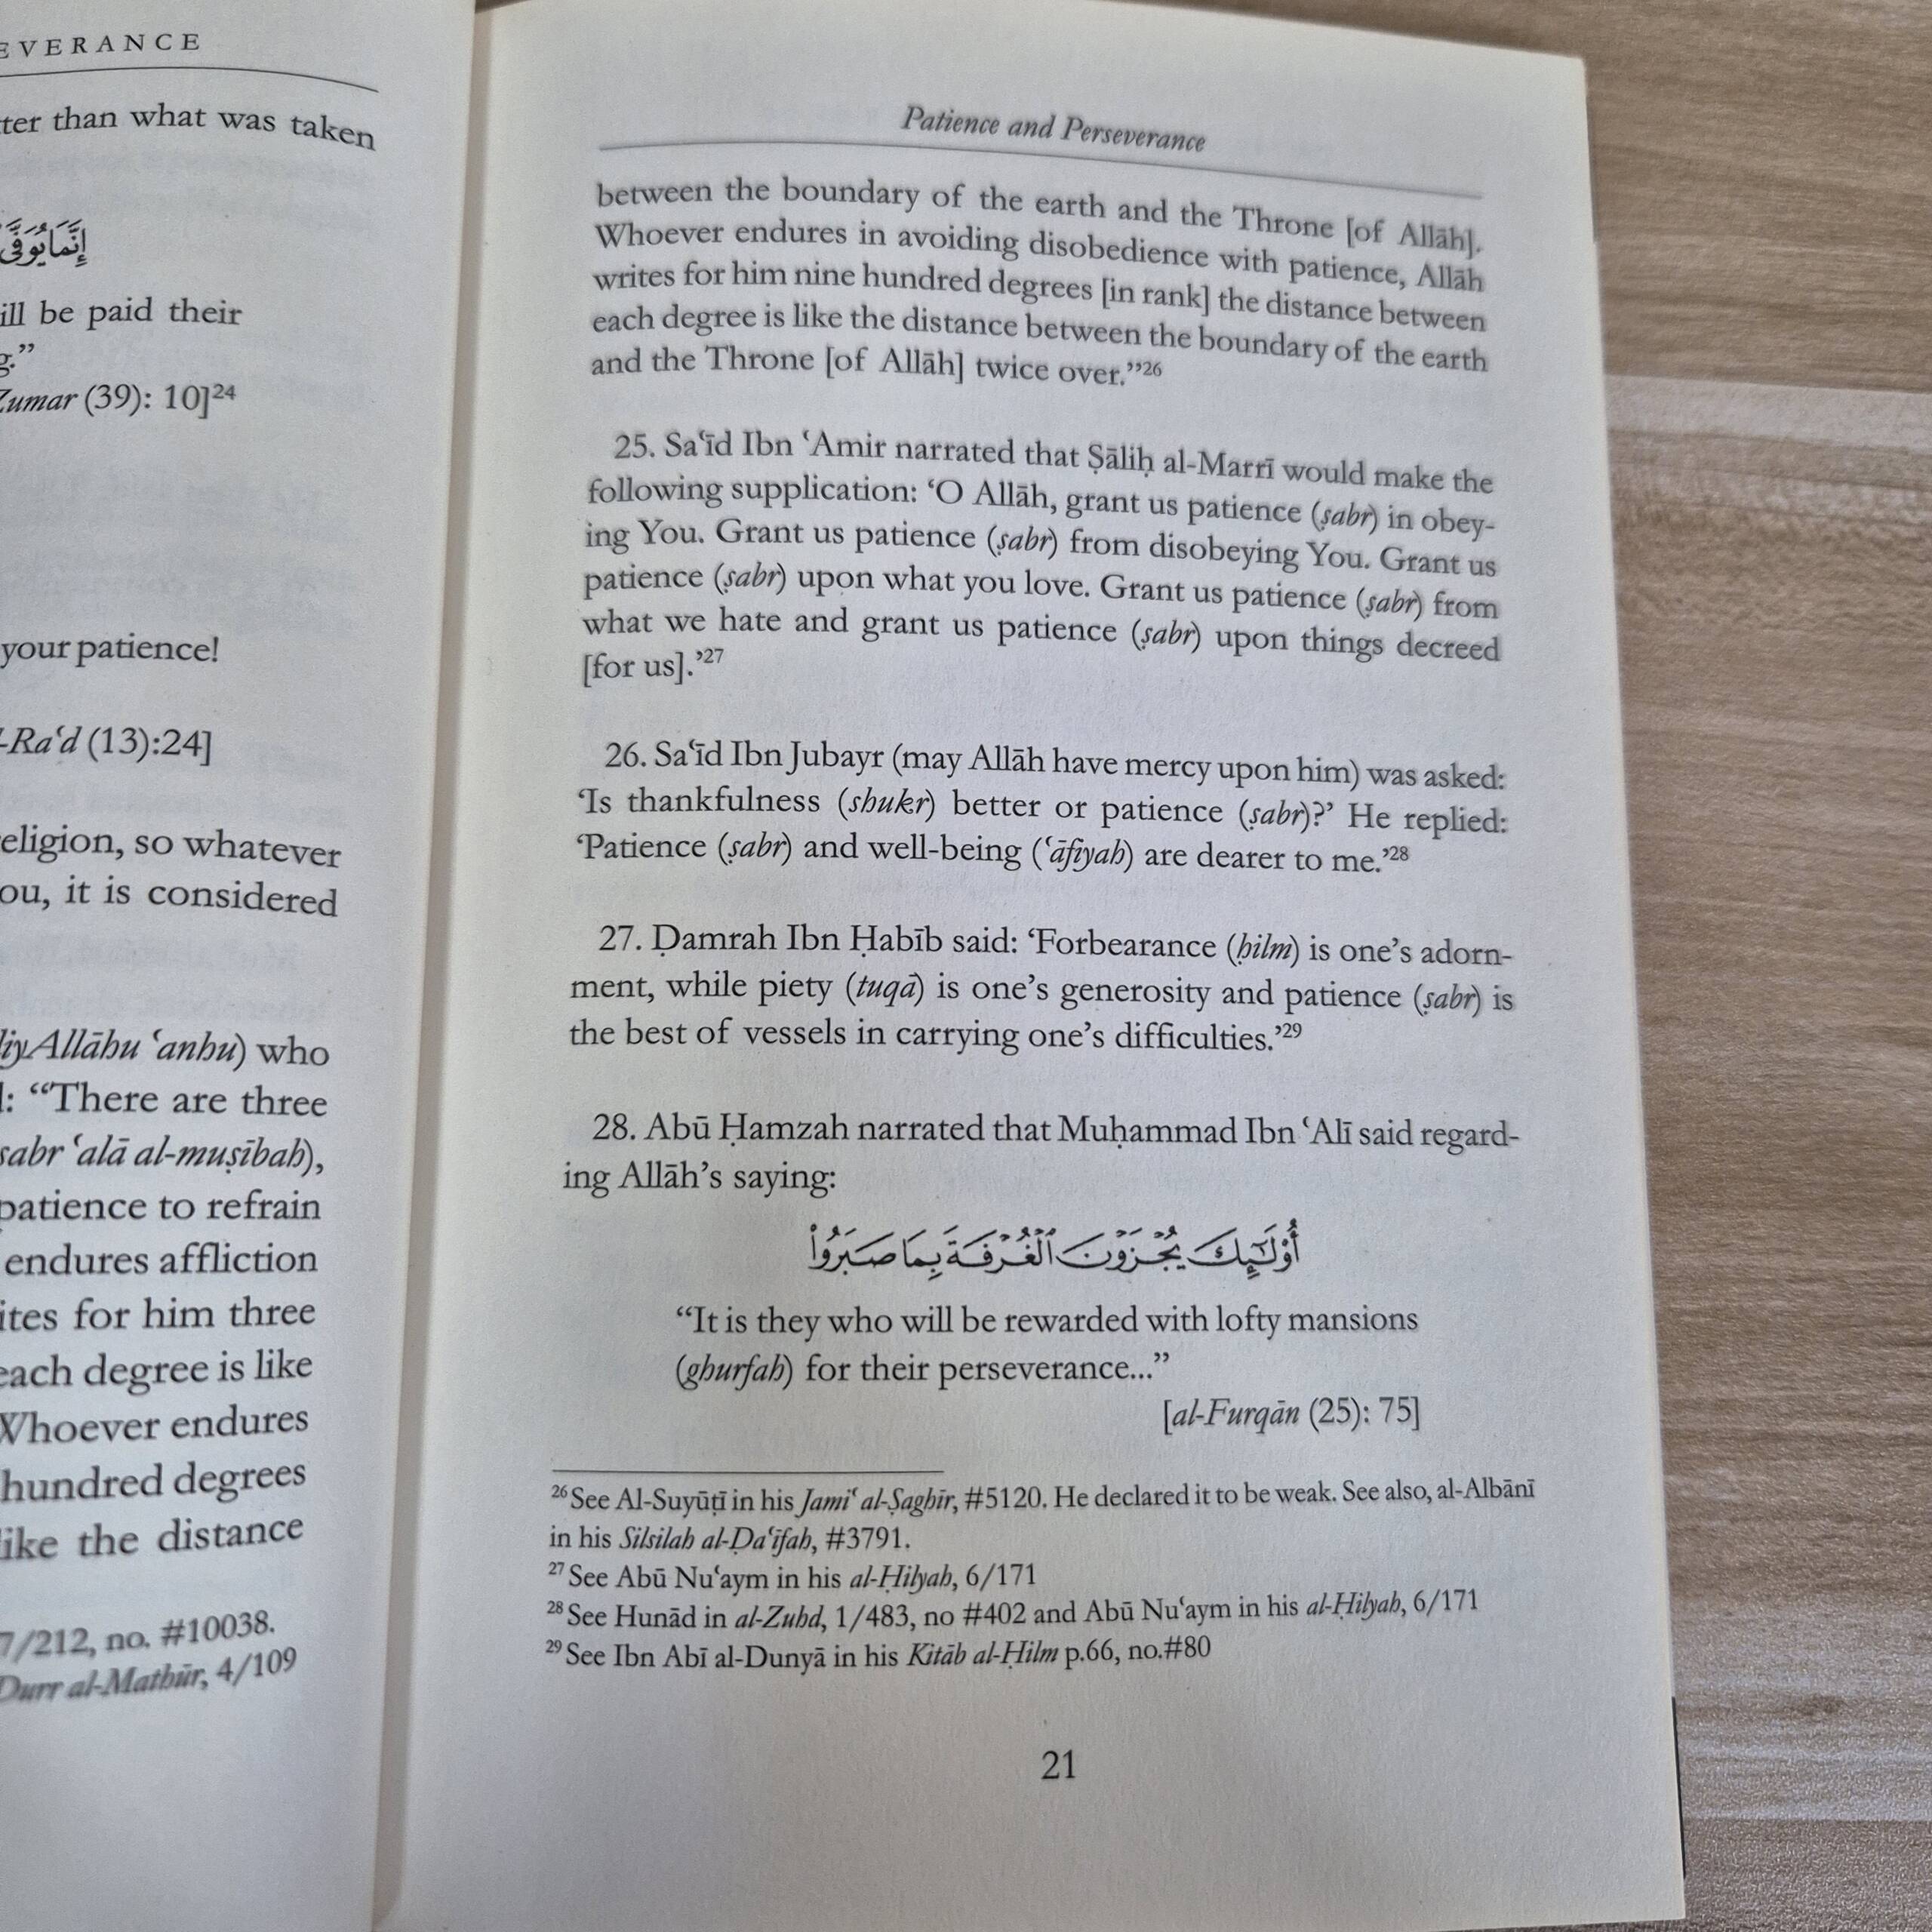 EVERANCE
ter than what was taken
إِنَّمَا يُوَفَّى
ill be paid their
g.”
Zumar (39): 10]24
your patience!
-Ra‘d (13):24]
eligion, so whatever
ou, it is considered
diyAllāhu ‘anhu) who
l: “There are three
sabr ‘alā al-muṣībah),
patience to refrain
endures affliction
ites for him three
each degree is like
Whoever endures
hundred degrees
like the distance
7/212, no. #10038.
Durr al-Mathūr, 4/109
Patience and Perseverance
between the boundary of the earth and the Throne [of Allāh].
Whoever endures in avoiding disobedience with patience, Allāh
writes for him nine hundred degrees [in rank] the distance between
each degree is like the distance between the boundary of the earth
and the Throne [of Allāh] twice over.”26
25. Sa‘īd Ibn ‘Amir narrated that Ṣāliḥ al-Marrī would make the
following supplication: ‘O Allāh, grant us patience (ṣabr) in obey-
ing You. Grant us patience (ṣabr) from disobeying You. Grant us
patience (ṣabr) upon what you love. Grant us patience (ṣabr) from
what we hate and grant us patience (ṣabr) upon things decreed
[for us].’27
26. Sa‘īd Ibn Jubayr (may Allāh have mercy upon him) was asked:
‘Is thankfulness (shukr) better or patience (ṣabr)?’ He replied:
‘Patience (ṣabr) and well-being (‘āfiyah) are dearer to me.’28
27. Ḍamrah Ibn Ḥabīb said: ‘Forbearance (ḥilm) is one’s adorn-
ment, while piety (tuqā) is one’s generosity and patience (ṣabr) is
the best of vessels in carrying one’s difficulties.’29
28. Abū Ḥamzah narrated that Muḥammad Ibn ‘Alī said regard-
ing Allāh’s saying:
أُوْلَٰٓئِكَ يُجْزَوْنَ ٱلْغُرْفَةَ بِمَا صَبَرُواْ
“It is they who will be rewarded with lofty mansions
(ghurfah) for their perseverance...”
[al-Furqān (25): 75]
26 See Al-Suyūṭī in his Jami‘ al-Ṣaghīr, #5120. He declared it to be weak. See also, al-Albānī
in his Silsilah al-Ḍa‘īfah, #3791.
27 See Abū Nu‘aym in his al-Ḥilyah, 6/171
28 See Hunād in al-Zuhd, 1/483, no #402 and Abū Nu‘aym in his al-Ḥilyah, 6/171
29 See Ibn Abī al-Dunyā in his Kitāb al-Ḥilm p.66, no.#80
21